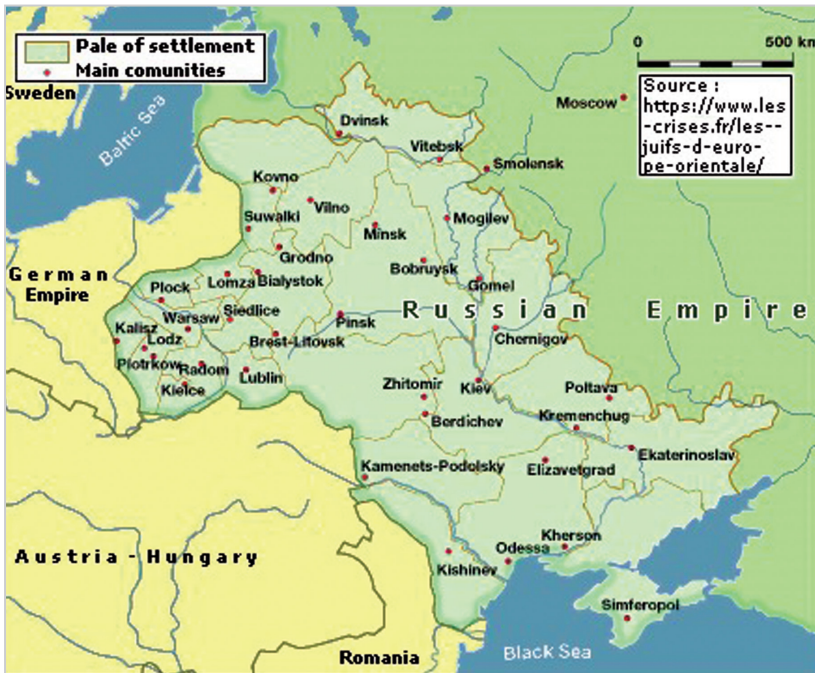 Pale of settlement
Main comunities
0 500 km
Source :
https://www.les
-crises.fr/les--
juifs-d-euro-
pe-orientale/
Sweden
Baltic Sea
Moscow
Dvinsk
Vitebsk
Smolensk
Kovno
Vilno
Suwalki
Minsk
Mogilev
Grodno
German
Empire
Lomza
Bialystok
Bobruysk
Gomel
Plock
Warsaw
Siedlice
Pinsk
Russian Empire
Kalisz
Lodz
Brest-Litovsk
Chernigov
Piotrkow
Radom
Lublin
Kielce
Zhitomir
Kiev
Poltava
Berdichev
Kremenchug
Kamenets-Podolsky
Elizavetgrad
Ekaterinoslav
Austria - Hungary
Kishinev
Odessa
Kherson
Simferopol
Romania
Black Sea